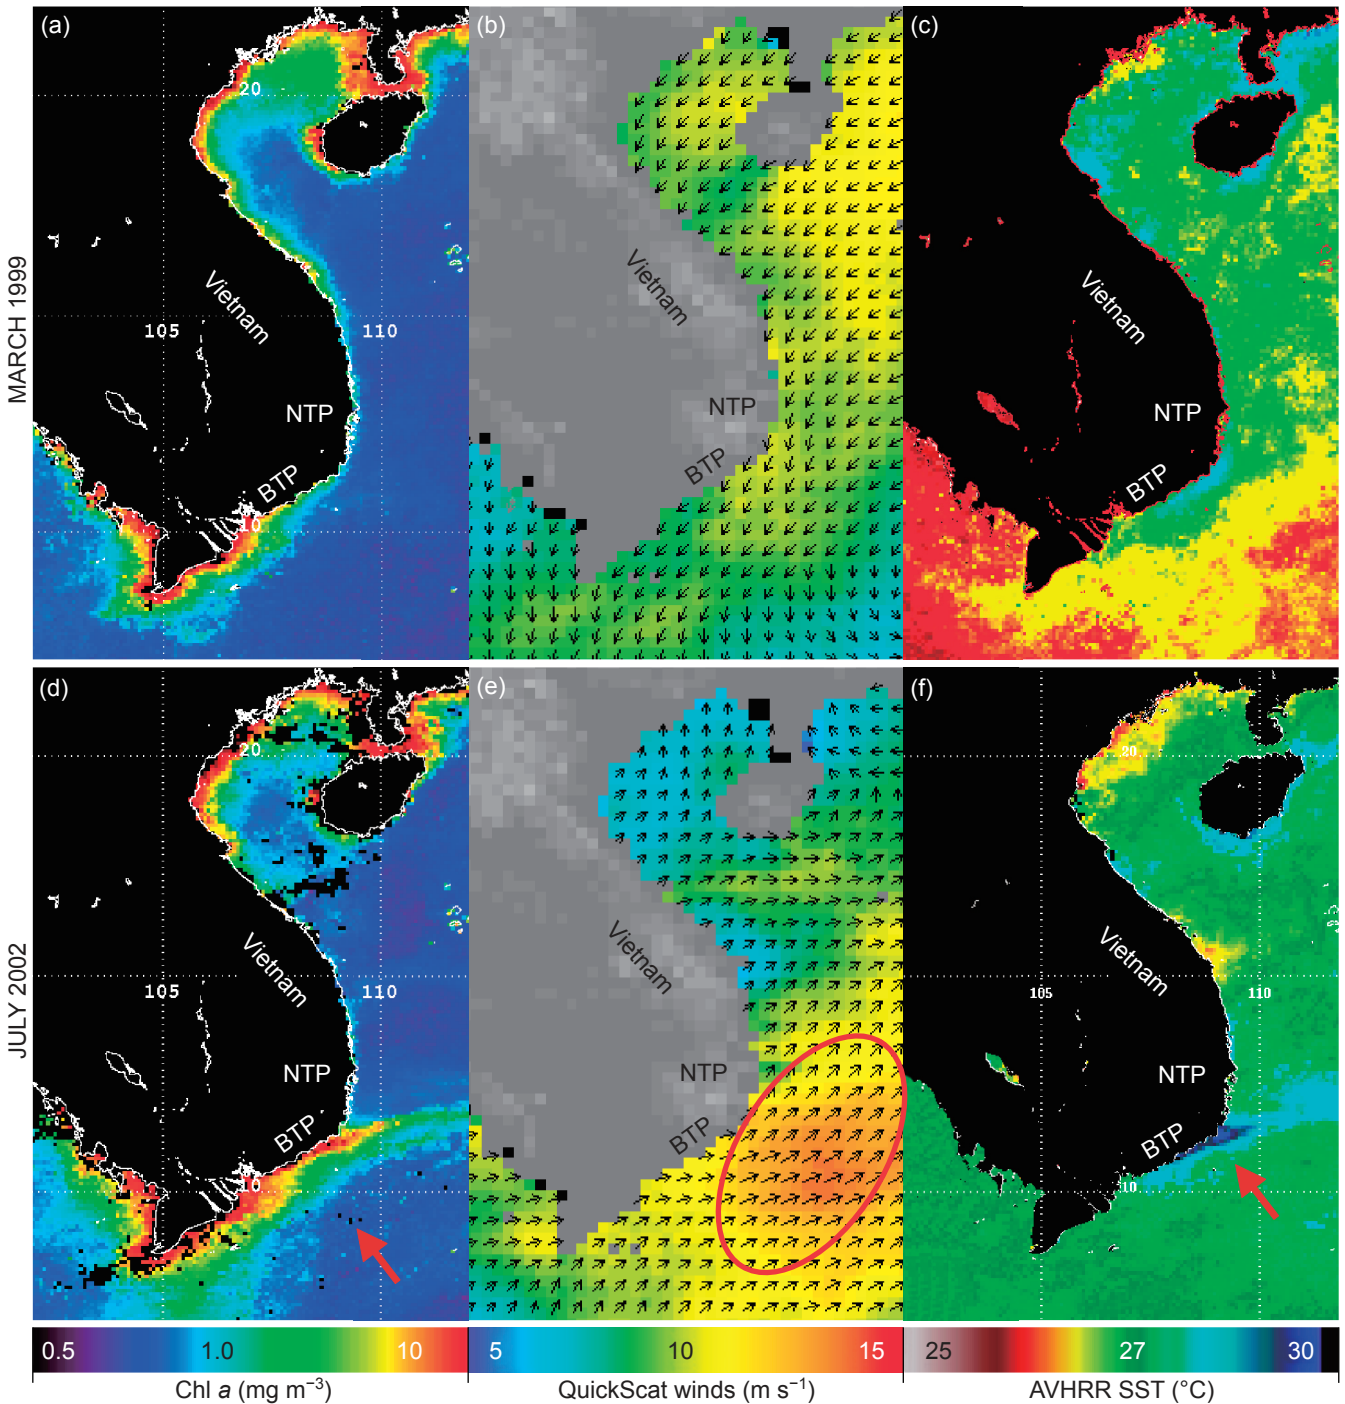 (a)
(b)
(c)
20
20
Vietnam
Vietnam
Vietnam
105
110
NTP
NTP
NTP
BTP
BTP
BTP
10
MARCH 1999
(d)
(e)
(f)
20
20
Vietnam
Vietnam
Vietnam
105
110
105
110
NTP
NTP
NTP
BTP
BTP
BTP
10
10
JULY 2002
0.5 1.0 10
5 10 15
25 27 30
Chl a (mg m−3)
QuickScat winds (m s−1)
AVHRR SST (°C)